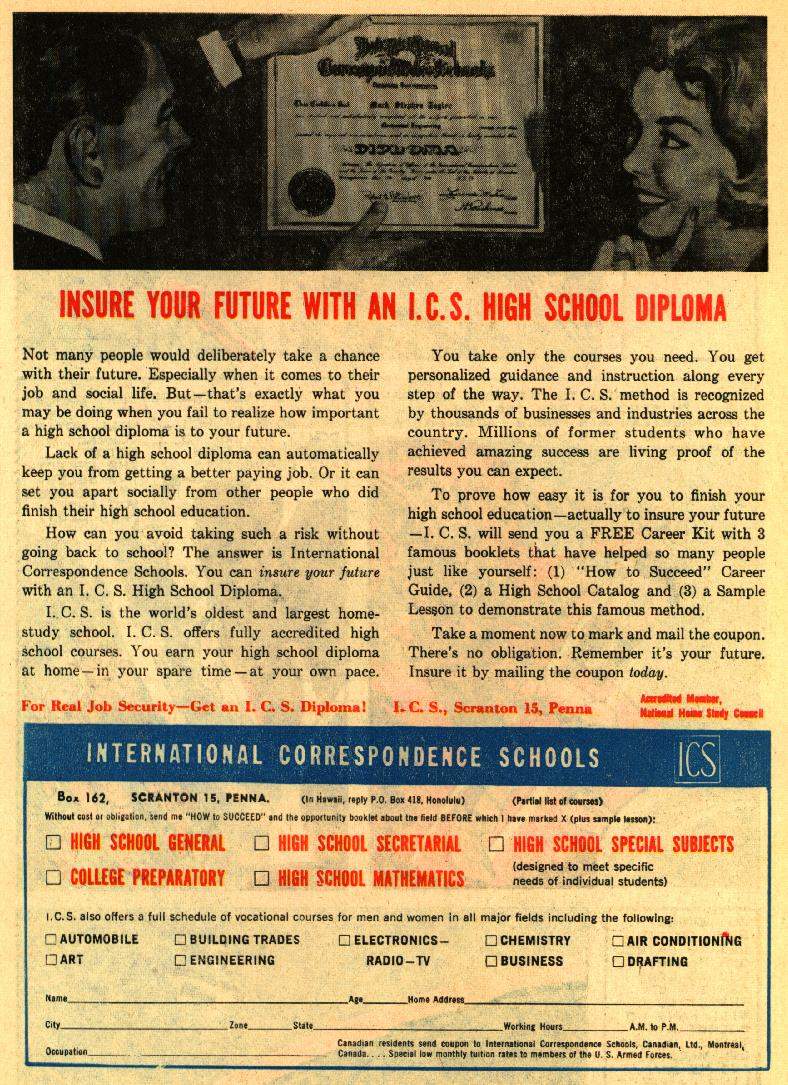 International
Correspondence Schools
This Certifies that
Mark Stephen Taylor
DIPLOMA
INSURE YOUR FUTURE WITH AN I.C.S. HIGH SCHOOL DIPLOMA
Not many people would deliberately take a chance
with their future. Especially when it comes to their
job and social life. But—that's exactly what you
may be doing when you fail to realize how important
a high school diploma is to your future.
Lack of a high school diploma can automatically
keep you from getting a better paying job. Or it can
set you apart socially from other people who did
finish their high school education.
How can you avoid taking such a risk without
going back to school? The answer is International
Correspondence Schools. You can insure your future
with an I. C. S. High School Diploma.
I. C. S. is the world's oldest and largest home-
study school. I. C. S. offers fully accredited high
school courses. You earn your high school diploma
at home—in your spare time—at your own pace.
You take only the courses you need. You get
personalized guidance and instruction along every
step of the way. The I. C. S. method is recognized
by thousands of businesses and industries across the
country. Millions of former students who have
achieved amazing success are living proof of the
results you can expect.
To prove how easy it is for you to finish your
high school education—actually to insure your future
—I. C. S. will send you a FREE Career Kit with 3
famous booklets that have helped so many people
just like yourself: (1) "How to Succeed" Career
Guide, (2) a High School Catalog and (3) a Sample
Lesson to demonstrate this famous method.
Take a moment now to mark and mail the coupon.
There's no obligation. Remember it's your future.
Insure it by mailing the coupon today.
For Real Job Security—Get an I. C. S. Diploma! I. C. S., Scranton 15, Penna
Accredited Member,
National Home Study Council
INTERNATIONAL CORRESPONDENCE SCHOOLS ICS
Box 162, SCRANTON 15, PENNA. (In Hawaii, reply P.O. Box 418, Honolulu) (Partial list of courses)
Without cost or obligation, send me "HOW to SUCCEED" and the opportunity booklet about the field BEFORE which I have marked X (plus sample lesson):
☐ HIGH SCHOOL GENERAL ☐ HIGH SCHOOL SECRETARIAL ☐ HIGH SCHOOL SPECIAL SUBJECTS
☐ COLLEGE PREPARATORY ☐ HIGH SCHOOL MATHEMATICS
(designed to meet specific
needs of individual students)
I.C.S. also offers a full schedule of vocational courses for men and women in all major fields including the following:
☐ AUTOMOBILE ☐ BUILDING TRADES ☐ ELECTRONICS— ☐ CHEMISTRY ☐ AIR CONDITIONING
☐ ART ☐ ENGINEERING RADIO—TV ☐ BUSINESS ☐ DRAFTING
Name Age Home Address
City Zone State Working Hours A.M. to P.M.
Occupation
Canadian residents send coupon to International Correspondence Schools, Canadian, Ltd., Montreal,
Canada. . . . Special low monthly tuition rates to members of the U. S. Armed Forces.